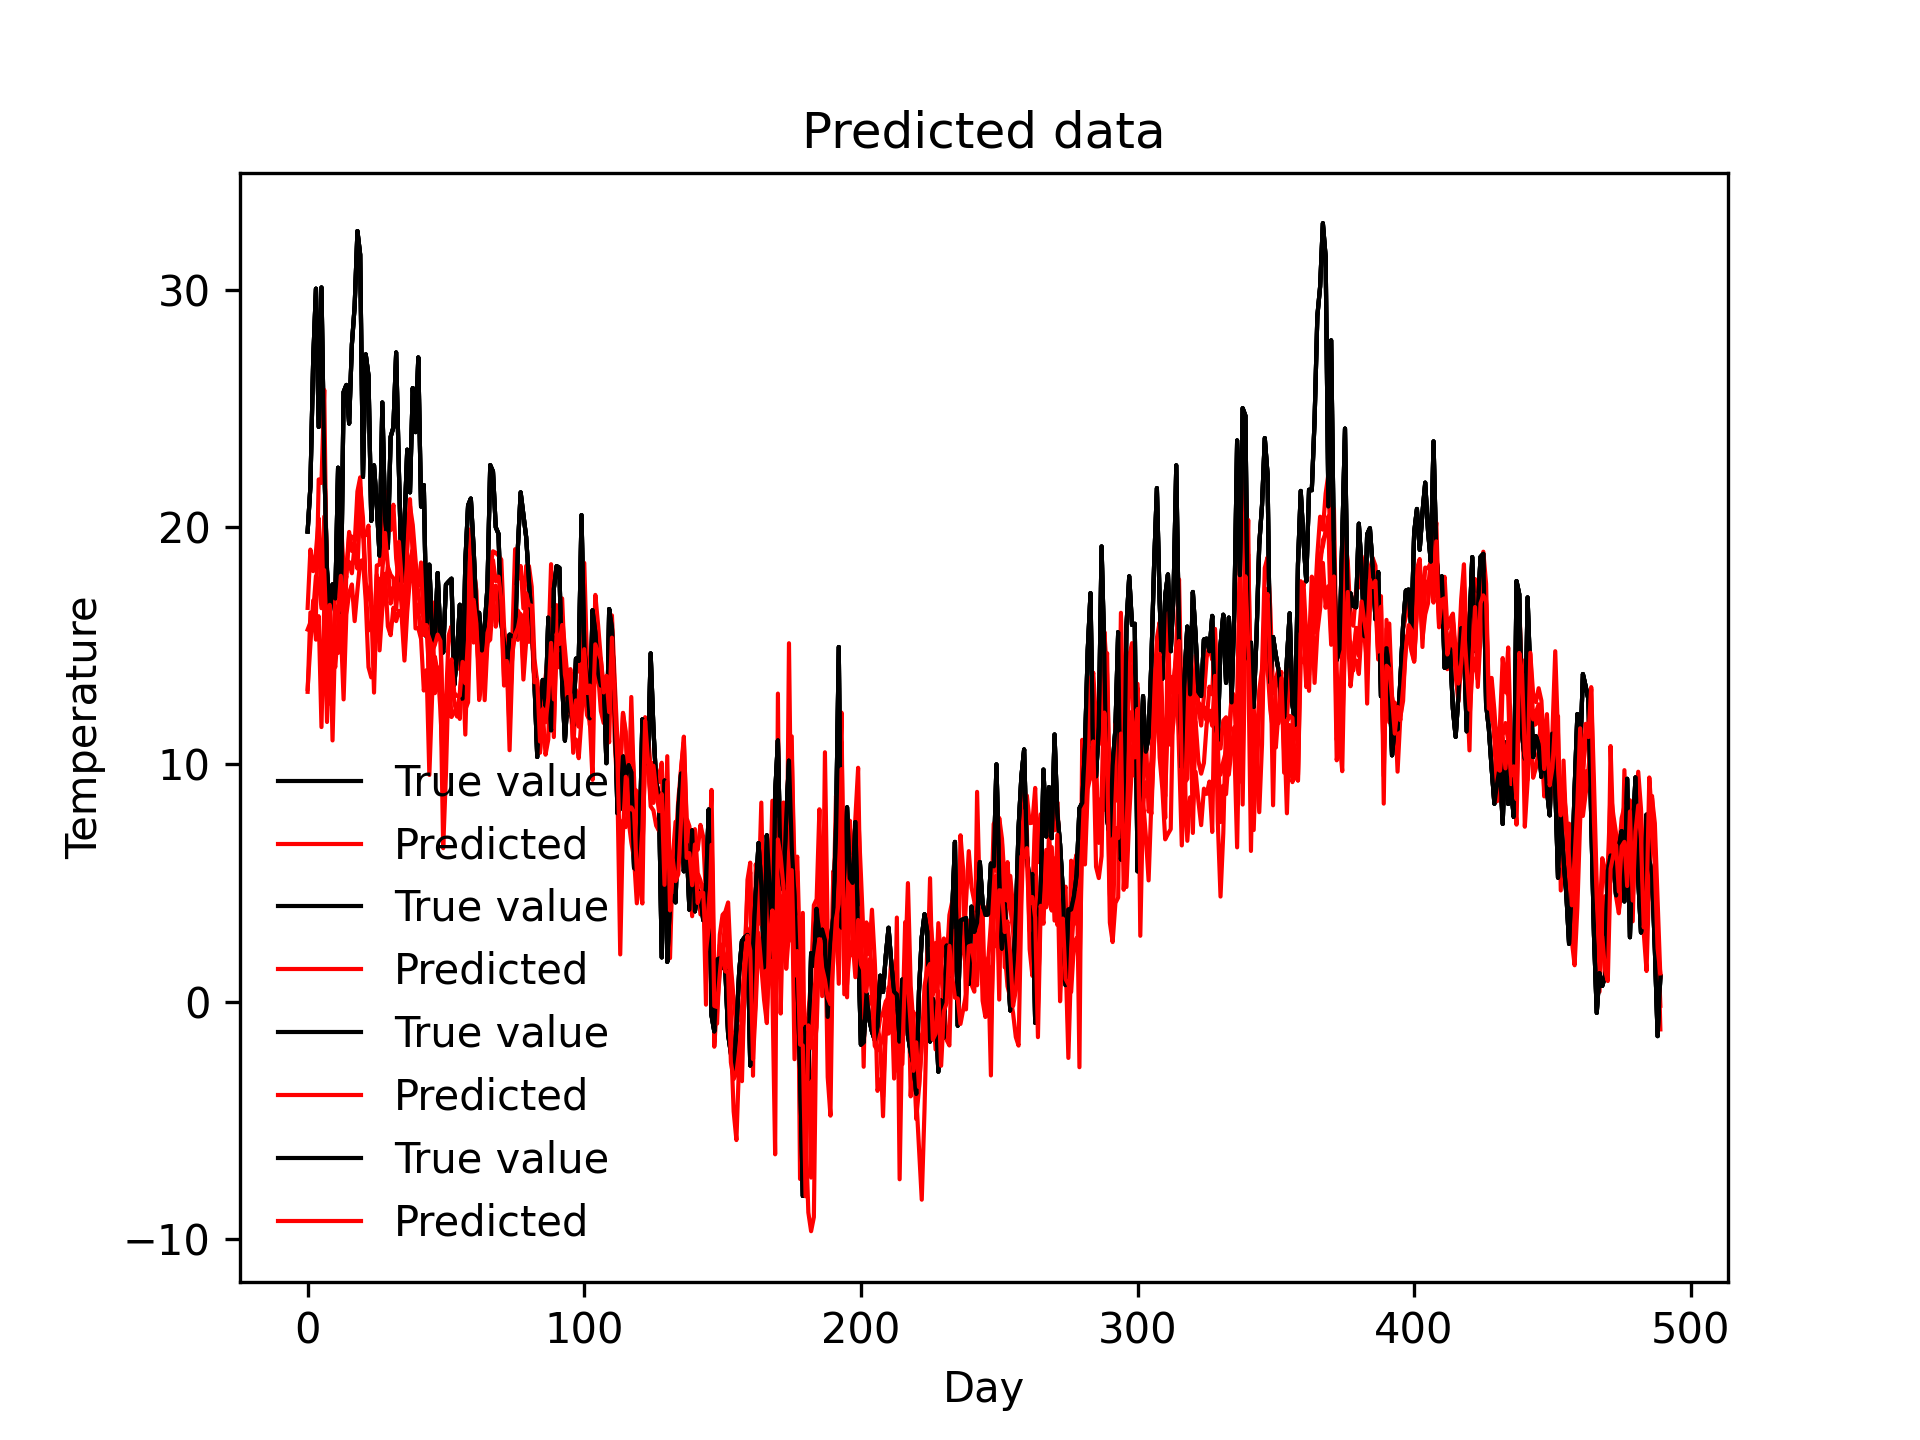 Predicted data
Temperature
30
20
10
0
−10
True value
Predicted
True value
Predicted
True value
Predicted
True value
Predicted
0 100 200 300 400 500
Day